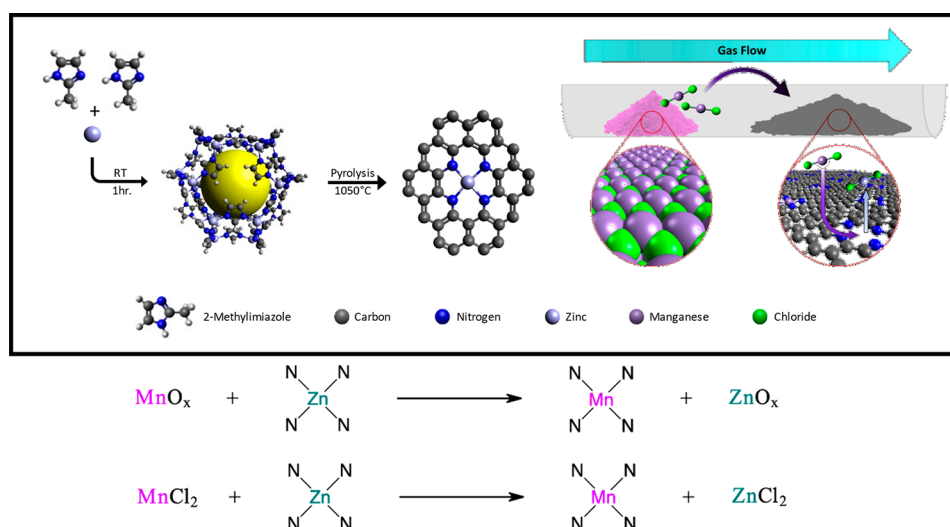 Gas Flow
+
RT
1hr.
Pyrolysis
1050°C
2-Methylimiazole
Carbon
Nitrogen
Zinc
Manganese
Chloride
MnOₓ + N N Zn N N N N Mn N N + ZnOₓ
MnCl₂ + N N Zn N N N N Mn N N + ZnCl₂